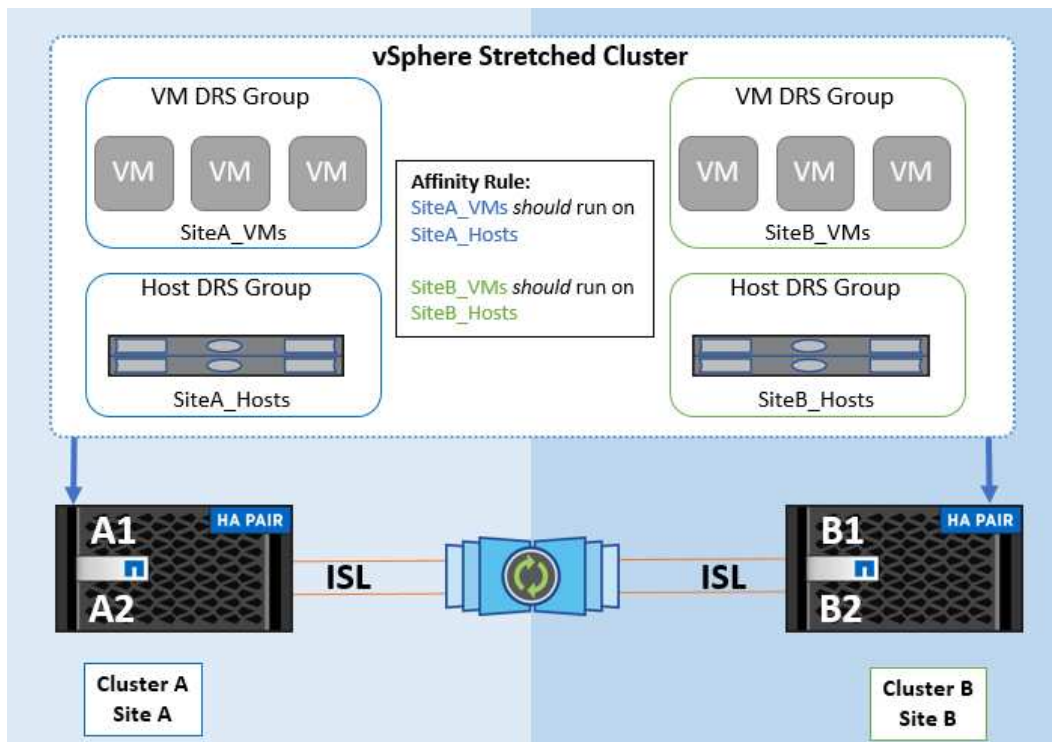 vSphere Stretched Cluster
VM DRS Group
VM VM VM
SiteA_VMs
Host DRS Group
SiteA_Hosts
Affinity Rule:
SiteA_VMs should run on
SiteA_Hosts
SiteB_VMs should run on
SiteB_Hosts
VM DRS Group
VM VM VM
SiteB_VMs
Host DRS Group
SiteB_Hosts
A1
HA PAIR
A2
ISL
ISL
B1
HA PAIR
B2
Cluster A
Site A
Cluster B
Site B